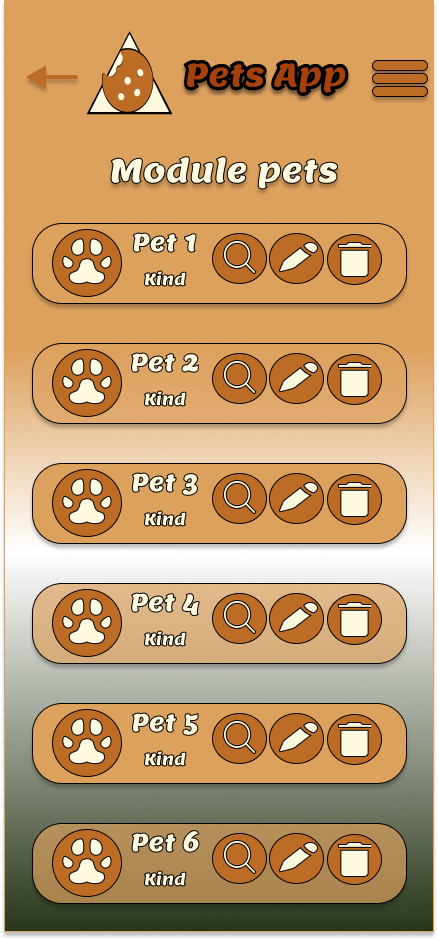 Pets App
Module pets
Pet 1
Kind
Pet 2
Kind
Pet 3
Kind
Pet 4
Kind
Pet 5
Kind
Pet 6
Kind